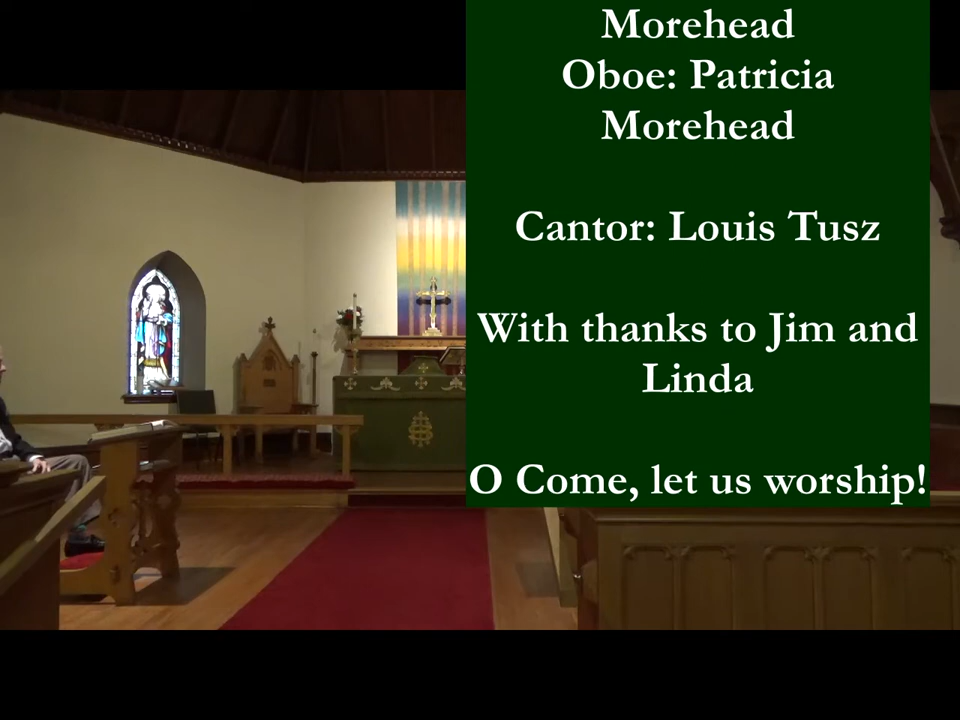 Morehead
Oboe: Patricia
Morehead
Cantor: Louis Tusz
With thanks to Jim and
Linda
O Come, let us worship!